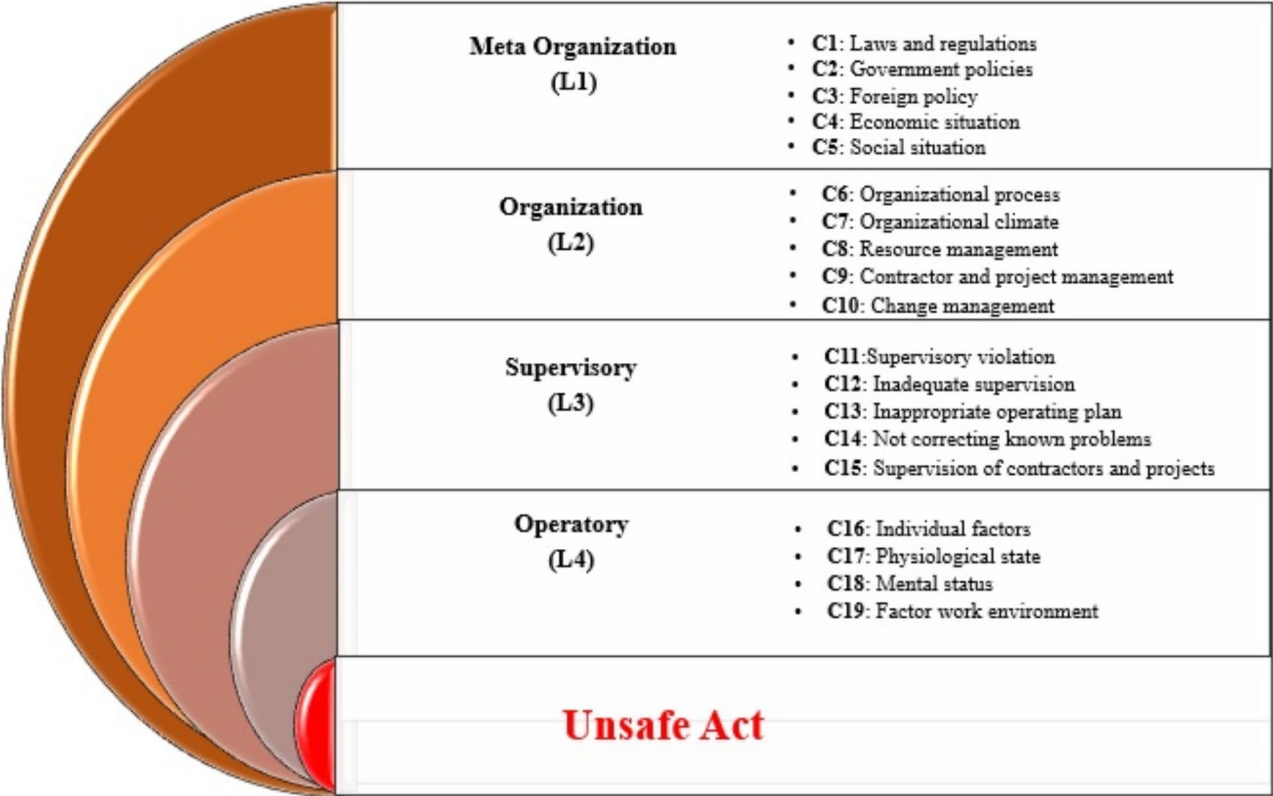 Meta Organization
(L1)
• C1: Laws and regulations
• C2: Government policies
• C3: Foreign policy
• C4: Economic situation
• C5: Social situation
Organization
(L2)
• C6: Organizational process
• C7: Organizational climate
• C8: Resource management
• C9: Contractor and project management
• C10: Change management
Supervisory
(L3)
• C11:Supervisory violation
• C12: Inadequate supervision
• C13: Inappropriate operating plan
• C14: Not correcting known problems
• C15: Supervision of contractors and projects
Operatory
(L4)
• C16: Individual factors
• C17: Physiological state
• C18: Mental status
• C19: Factor work environment
Unsafe Act